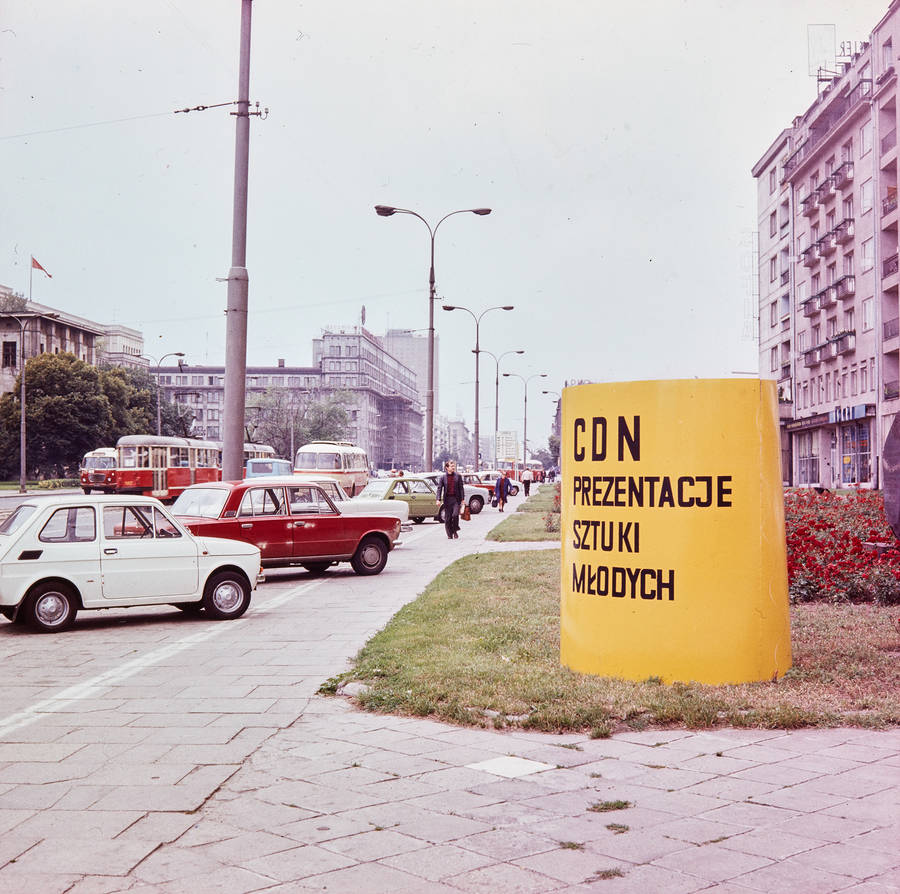 CDN
PREZENTACJE
SZTUKI
MŁODYCH